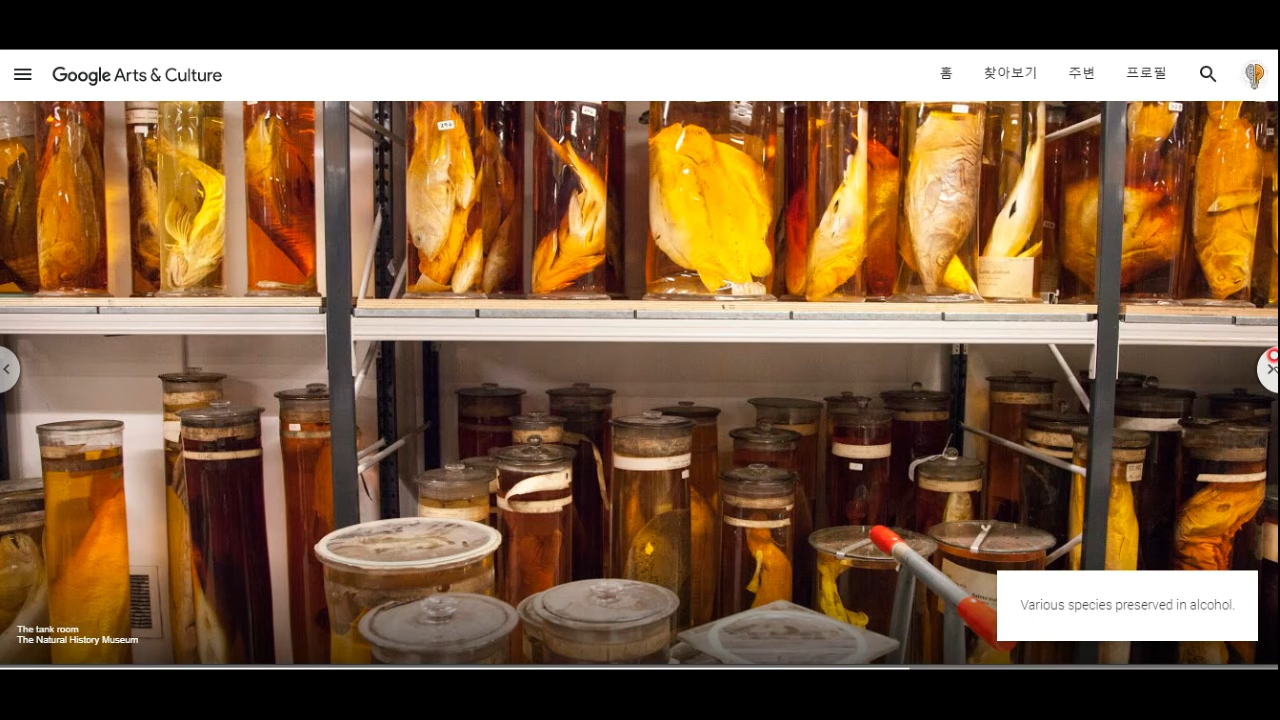 Google Arts & Culture
홈 찾아보기 주변 프로필
Various species preserved in alcohol.
The tank room
The Natural History Museum